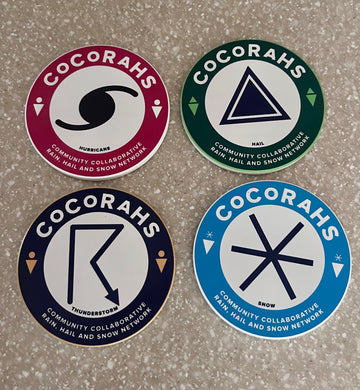 COCORAHS
HURRICANE
COMMUNITY COLLABORATIVE
RAIN, HAIL AND SNOW NETWORK
COCORAHS
HAIL
COMMUNITY COLLABORATIVE
RAIN, HAIL AND SNOW NETWORK
COCORAHS
THUNDERSTORM
COMMUNITY COLLABORATIVE
RAIN, HAIL AND SNOW NETWORK
COCORAHS
SNOW
COMMUNITY COLLABORATIVE
RAIN, HAIL AND SNOW NETWORK